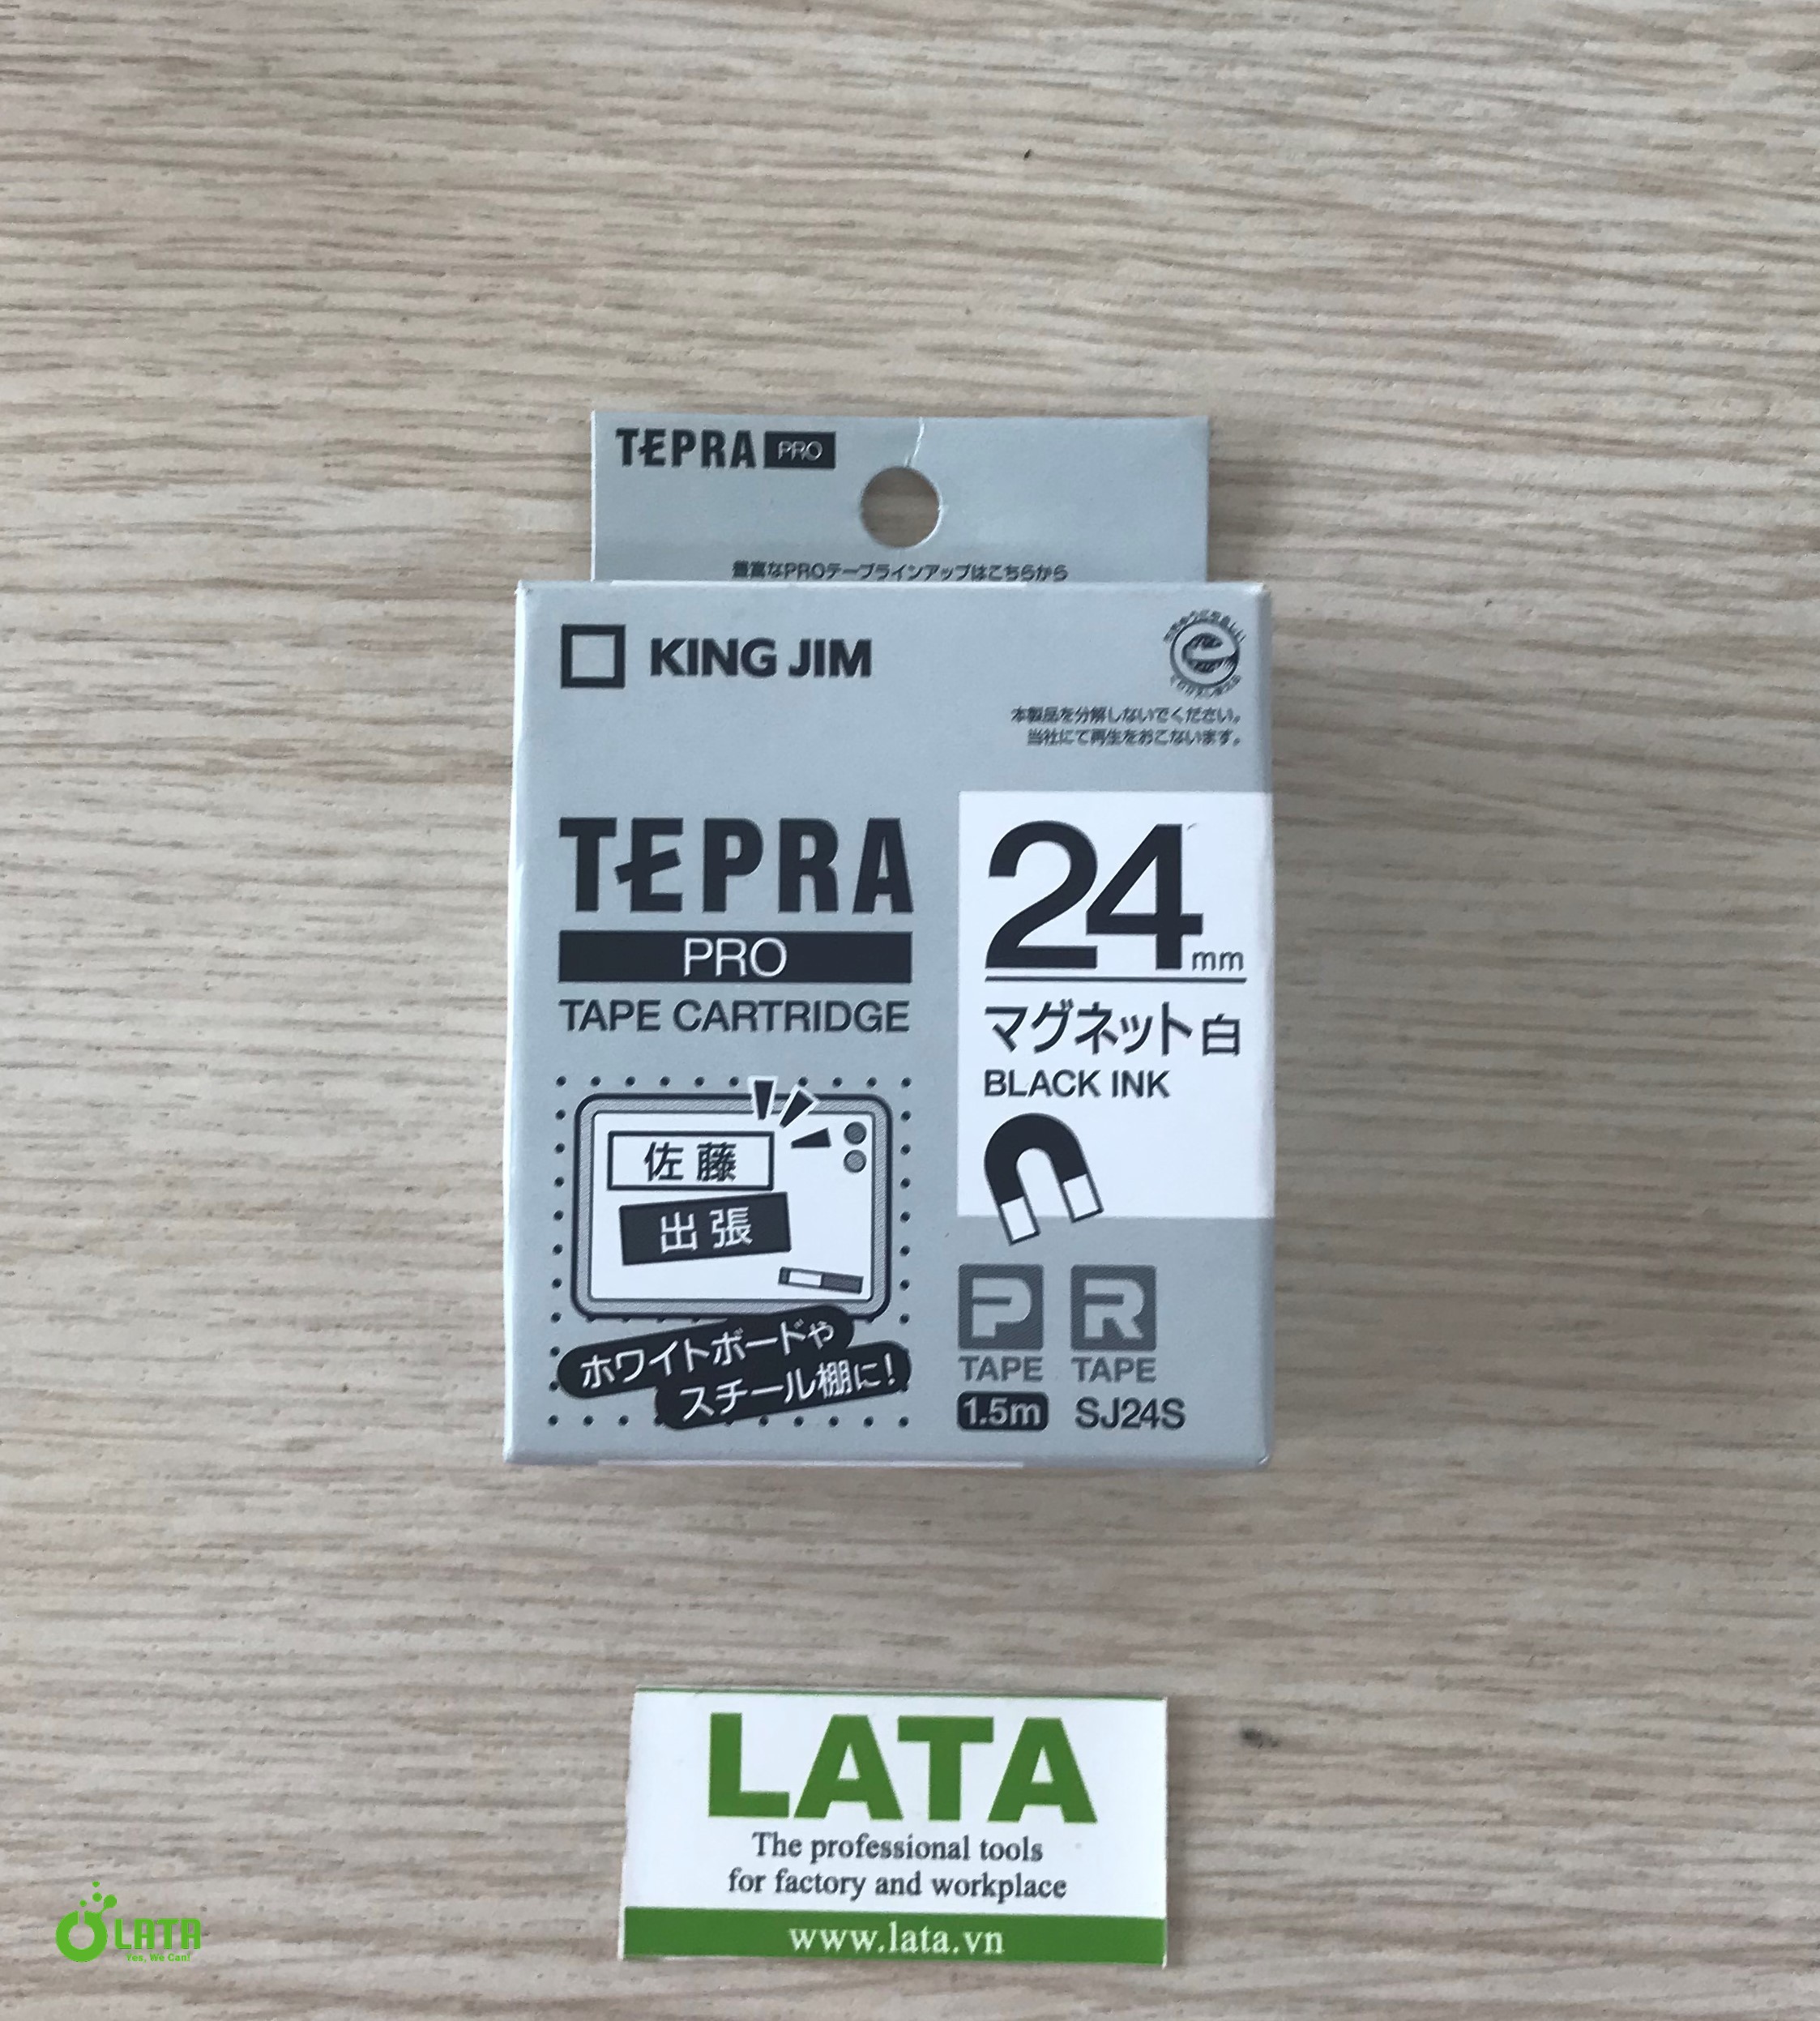 TEPRA PRO
豊富なPROテープラインアップはこちらから
KING JIM
本製品を分解しないでください。
当社にて再生をおこないます。
TEPRA
PRO
TAPE CARTRIDGE
24mm
マグネット 白
BLACK INK
佐藤
出張
ホワイトボードや
スチール棚に!
P R
TAPE TAPE
1.5m SJ24S
LATA
The professional tools
for factory and workplace
www.lata.vn
LATA
Yes, We Can!